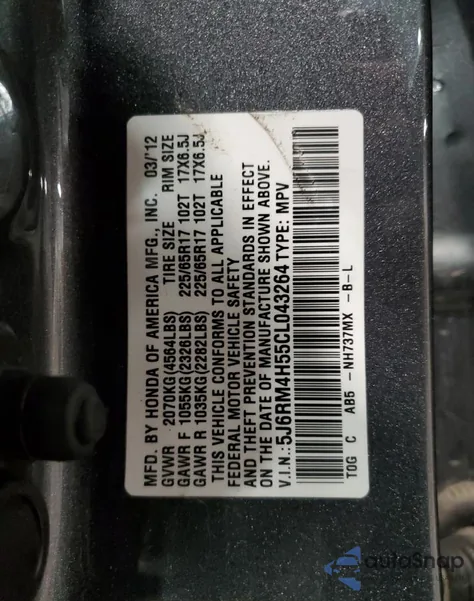 MFD. BY HONDA OF AMERICA MFG., INC. 03/'12
GVWR 2070KG(4564LBS) TIRE SIZE RIM SIZE
GAWR F 1055KG(2326LBS) 225/65R17 102T 17X6.5J
GAWR R 1035KG(2282LBS) 225/65R17 102T 17X6.5J
THIS VEHICLE CONFORMS TO ALL APPLICABLE
FEDERAL MOTOR VEHICLE SAFETY
AND THEFT PREVENTION STANDARDS IN EFFECT
ON THE DATE OF MANUFACTURE SHOWN ABOVE.
V.I.N.: 5J6RM4H55CL043264 TYPE: MPV
TOG C AB5 -NH737MX -B-L
autoSnap